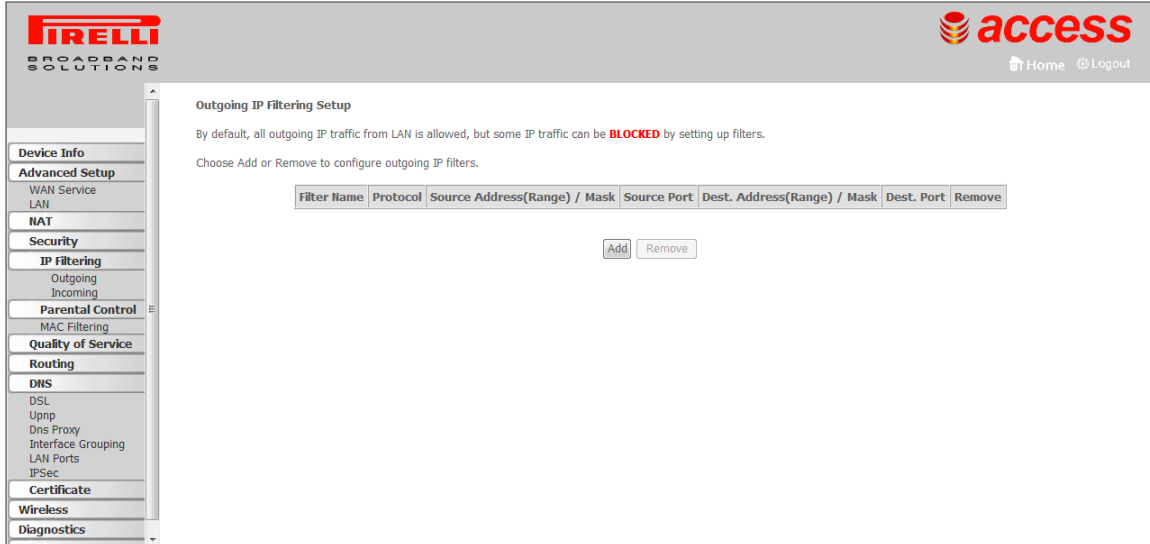 PIRELLI
BROADBAND
SOLUTIONS
access
Home Logout
Device Info
Advanced Setup
WAN Service
LAN
NAT
Security
IP Filtering
Outgoing
Incoming
Parental Control
MAC Filtering
Quality of Service
Routing
DNS
DSL
Upnp
Dns Proxy
Interface Grouping
LAN Ports
IPSec
Certificate
Wireless
Diagnostics
Outgoing IP Filtering Setup
By default, all outgoing IP traffic from LAN is allowed, but some IP traffic can be BLOCKED by setting up filters.
Choose Add or Remove to configure outgoing IP filters.
Filter Name Protocol Source Address(Range) / Mask Source Port Dest. Address(Range) / Mask Dest. Port Remove
Add Remove